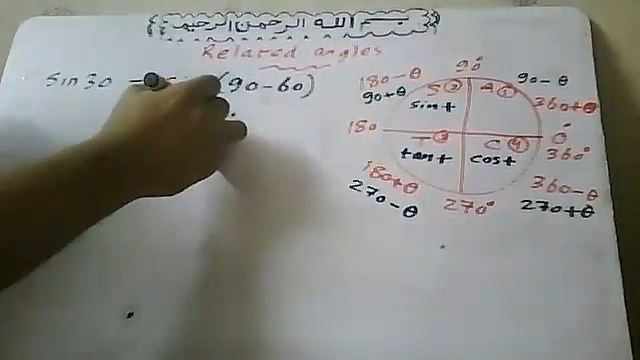 بسم الله الرحمن الرحيم
Related angles
sin 30 = (90 - 60)
90°
180 - θ
90 + θ
S ②
sin +
A ①
90 - θ
360 + θ
180
0°
360°
T ③
tan +
C ④
cos +
180 + θ
270 - θ
270°
360 - θ
270 + θ